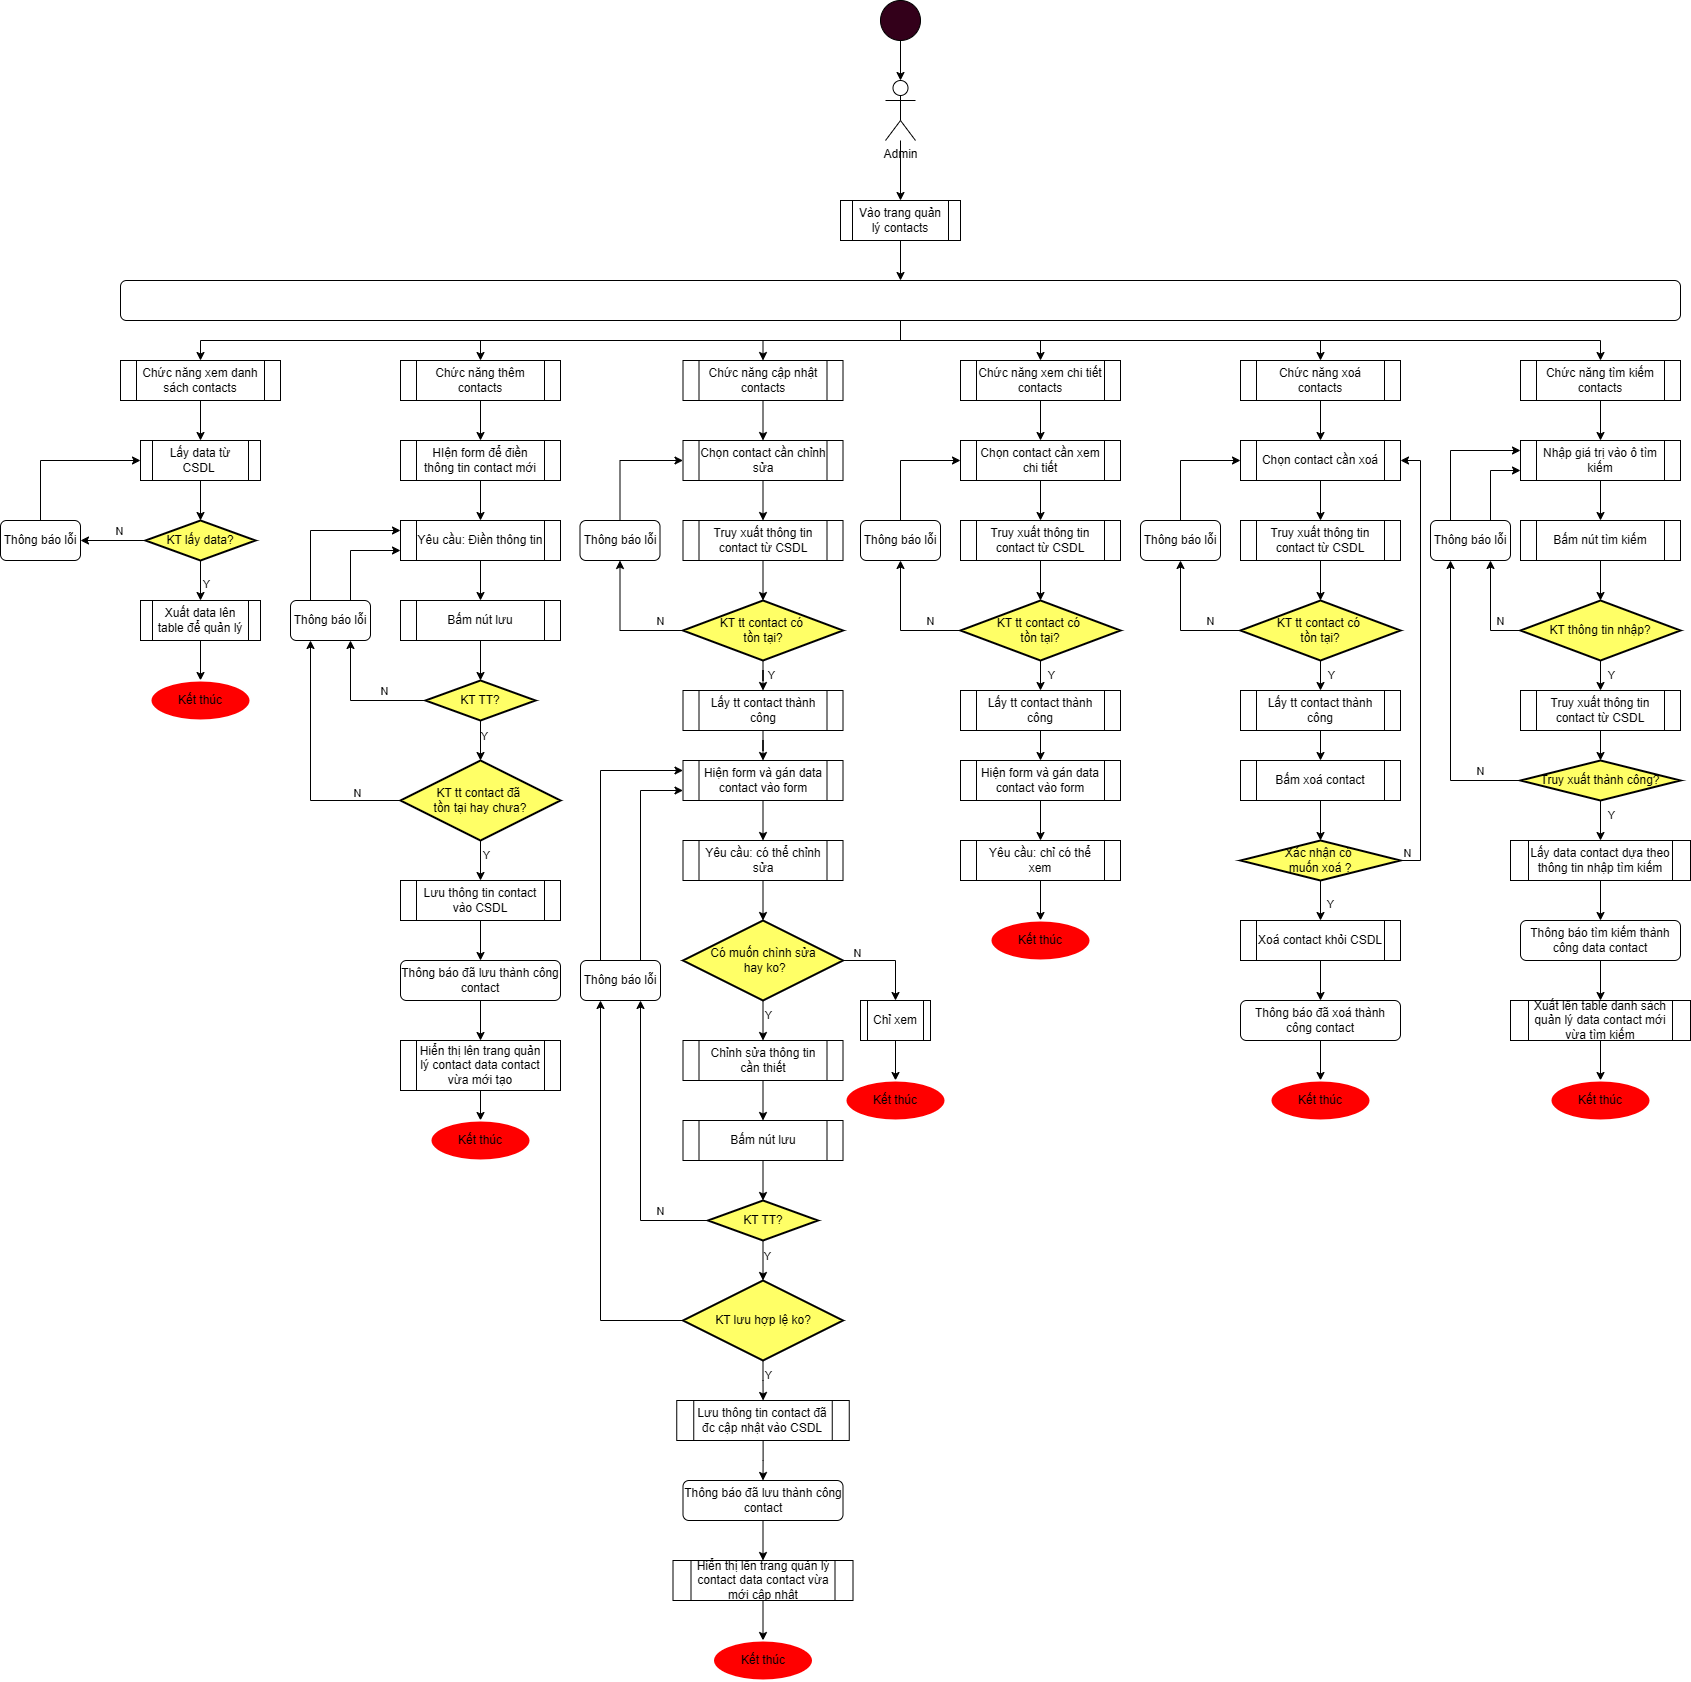 Admin
Vào trang quản
lý contacts
Chức năng xem danh
sách contacts
Lấy data từ
CSDL
Thông báo lỗi
N
KT lấy data?
Y
Xuất data lên
table để quản lý
Kết thúc
Chức năng thêm
contacts
HIện form để điền
thông tin contact mới
Yêu cầu: Điền thông tin
Thông báo lỗi
Bấm nút lưu
N
KT TT?
Y
N
KT tt contact đã
tồn tại hay chưa?
Y
Lưu thông tin contact
vào CSDL
Thông báo đã lưu thành công
contact
Hiển thị lên trang quản
lý contact data contact
vừa mới tạo
Kết thúc
Chức năng cập nhật
contacts
Chọn contact cần chỉnh
sửa
Thông báo lỗi
Truy xuất thông tin
contact từ CSDL
N
KT tt contact có
tồn tại?
Y
Lấy tt contact thành
công
Hiện form và gán data
contact vào form
Yêu cầu: có thể chỉnh
sửa
Có muốn chỉnh sửa
hay ko?
N
Thông báo lỗi
Y
Chỉ xem
Kết thúc
Chỉnh sửa thông tin
cần thiết
Bấm nút lưu
N
KT TT?
Y
KT lưu hợp lệ ko?
Y
Lưu thông tin contact đã
đc cập nhật vào CSDL
Thông báo đã lưu thành công
contact
Hiển thị lên trang quản lý
contact data contact vừa
mới cập nhật
Kết thúc
Chức năng xem chi tiết
contacts
Chọn contact cần xem
chi tiết
Thông báo lỗi
Truy xuất thông tin
contact từ CSDL
N
KT tt contact có
tồn tại?
Y
Lấy tt contact thành
công
Hiện form và gán data
contact vào form
Yêu cầu: chỉ có thể
xem
Kết thúc
Chức năng xoá
contacts
Chọn contact cần xoá
Thông báo lỗi
Truy xuất thông tin
contact từ CSDL
N
KT tt contact có
tồn tại?
Y
Lấy tt contact thành
công
Bấm xoá contact
Xác nhận có
muốn xoá ?
N
Y
Xoá contact khỏi CSDL
Thông báo đã xoá thành
công contact
Kết thúc
Chức năng tìm kiếm
contacts
Nhập giá trị vào ô tìm
kiếm
Thông báo lỗi
Bấm nút tìm kiếm
N
KT thông tin nhập?
Y
Truy xuất thông tin
contact từ CSDL
N
Truy xuất thành công?
Y
Lấy data contact dựa theo
thông tin nhập tìm kiếm
Thông báo tìm kiếm thành
công data contact
Xuất lên table danh sách
quản lý data contact mới
vừa tìm kiếm
Kết thúc